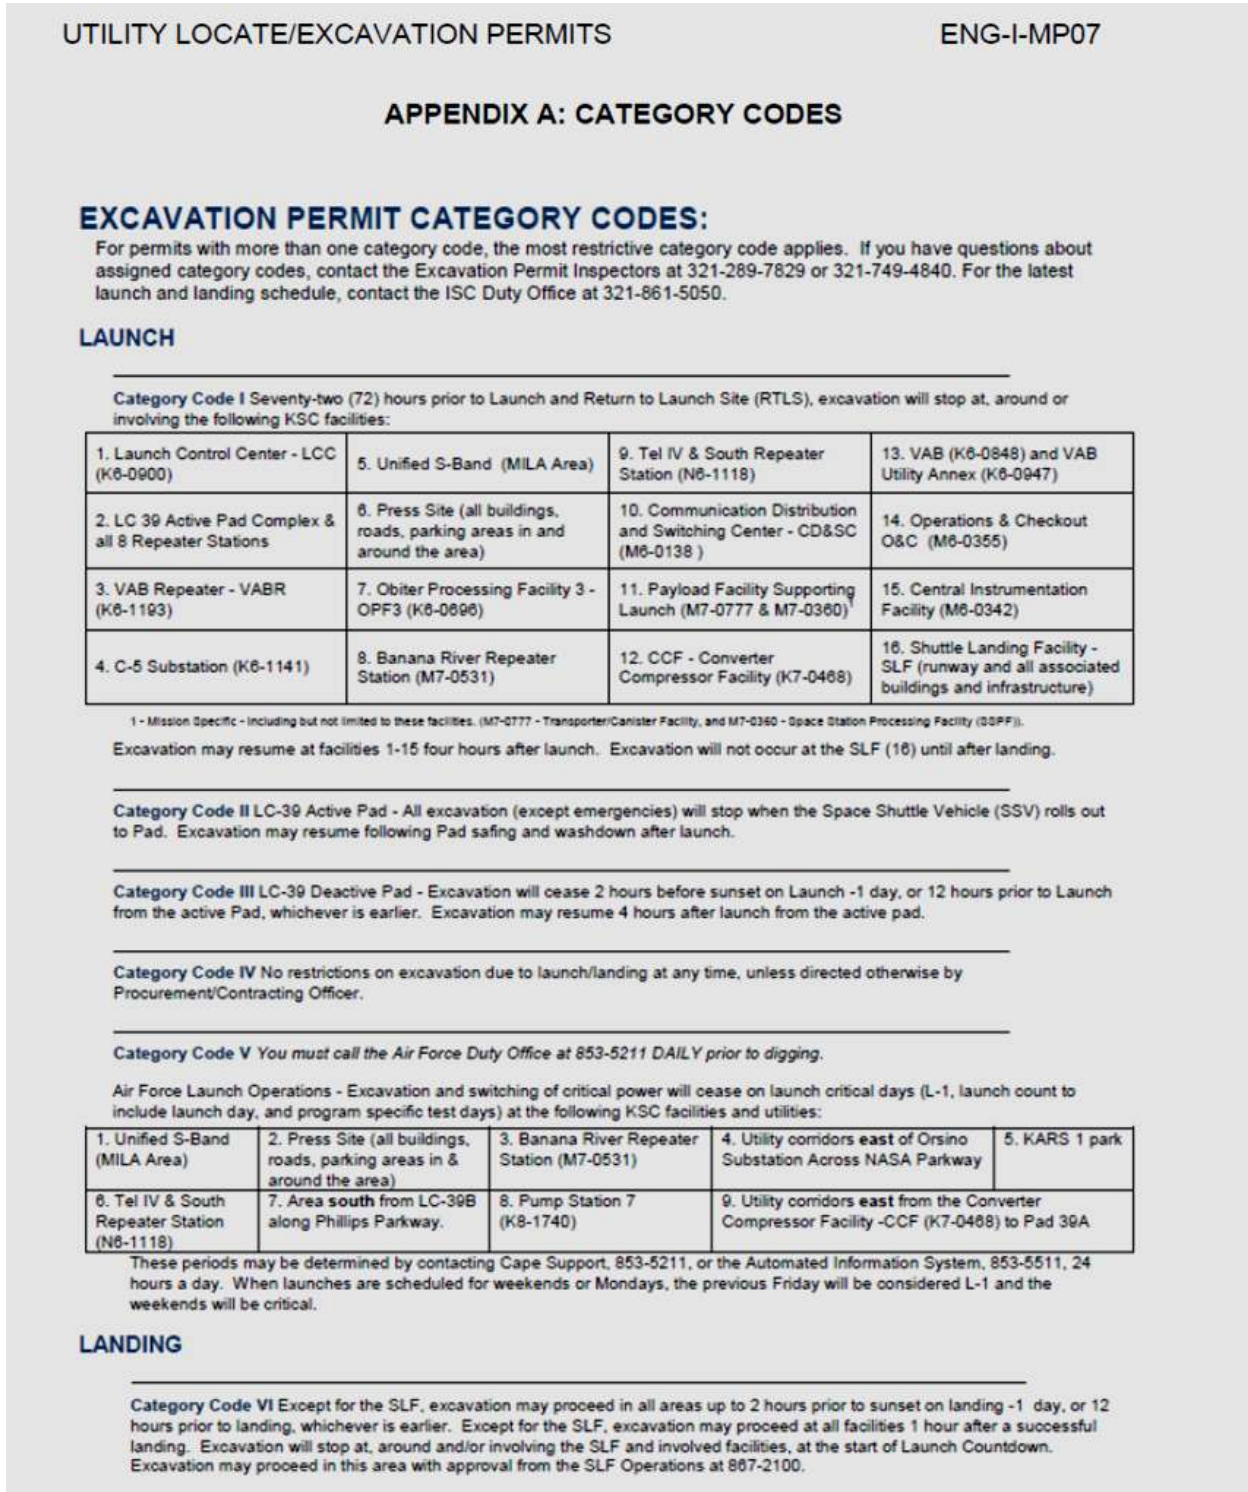 UTILITY LOCATE/EXCAVATION PERMITS ENG-I-MP07
APPENDIX A: CATEGORY CODES
EXCAVATION PERMIT CATEGORY CODES:
For permits with more than one category code, the most restrictive category code applies. If you have questions about
assigned category codes, contact the Excavation Permit Inspectors at 321-289-7829 or 321-749-4840. For the latest
launch and landing schedule, contact the ISC Duty Office at 321-861-5050.
LAUNCH
Category Code I Seventy-two (72) hours prior to Launch and Return to Launch Site (RTLS), excavation will stop at, around or
involving the following KSC facilities:
1. Launch Control Center - LCC
(K6-0900)
5. Unified S-Band (MILA Area)
9. Tel IV & South Repeater
Station (N6-1118)
13. VAB (K6-0848) and VAB
Utility Annex (K6-0947)
2. LC 39 Active Pad Complex &
all 8 Repeater Stations
6. Press Site (all buildings,
roads, parking areas in and
around the area)
10. Communication Distribution
and Switching Center - CD&SC
(M6-0138 )
14. Operations & Checkout
O&C (M6-0355)
3. VAB Repeater - VABR
(K6-1193)
7. Obiter Processing Facility 3 -
OPF3 (K6-0696)
11. Payload Facility Supporting
Launch (M7-0777 & M7-0360)1
15. Central Instrumentation
Facility (M6-0342)
4. C-5 Substation (K6-1141)
8. Banana River Repeater
Station (M7-0531)
12. CCF - Converter
Compressor Facility (K7-0468)
16. Shuttle Landing Facility -
SLF (runway and all associated
buildings and infrastructure)
1 - Mission Specific - Including but not limited to these facilities. (M7-0777 - Transporter/Canister Facility, and M7-0360 - Space Station Processing Facility (SSPF)).
Excavation may resume at facilities 1-15 four hours after launch. Excavation will not occur at the SLF (16) until after landing.
Category Code II LC-39 Active Pad - All excavation (except emergencies) will stop when the Space Shuttle Vehicle (SSV) rolls out
to Pad. Excavation may resume following Pad safing and washdown after launch.
Category Code III LC-39 Deactive Pad - Excavation will cease 2 hours before sunset on Launch -1 day, or 12 hours prior to Launch
from the active Pad, whichever is earlier. Excavation may resume 4 hours after launch from the active pad.
Category Code IV No restrictions on excavation due to launch/landing at any time, unless directed otherwise by
Procurement/Contracting Officer.
Category Code V You must call the Air Force Duty Office at 853-5211 DAILY prior to digging.
Air Force Launch Operations - Excavation and switching of critical power will cease on launch critical days (L-1, launch count to
include launch day, and program specific test days) at the following KSC facilities and utilities:
1. Unified S-Band
(MILA Area)
2. Press Site (all buildings,
roads, parking areas in &
around the area)
3. Banana River Repeater
Station (M7-0531)
4. Utility corridors east of Orsino
Substation Across NASA Parkway
5. KARS 1 park
6. Tel IV & South
Repeater Station
(N6-1118)
7. Area south from LC-39B
along Phillips Parkway.
8. Pump Station 7
(K8-1740)
9. Utility corridors east from the Converter
Compressor Facility -CCF (K7-0468) to Pad 39A
These periods may be determined by contacting Cape Support, 853-5211, or the Automated Information System, 853-5511, 24
hours a day. When launches are scheduled for weekends or Mondays, the previous Friday will be considered L-1 and the
weekends will be critical.
LANDING
Category Code VI Except for the SLF, excavation may proceed in all areas up to 2 hours prior to sunset on landing -1 day, or 12
hours prior to landing, whichever is earlier. Except for the SLF, excavation may proceed at all facilities 1 hour after a successful
landing. Excavation will stop at, around and/or involving the SLF and involved facilities, at the start of Launch Countdown.
Excavation may proceed in this area with approval from the SLF Operations at 867-2100.